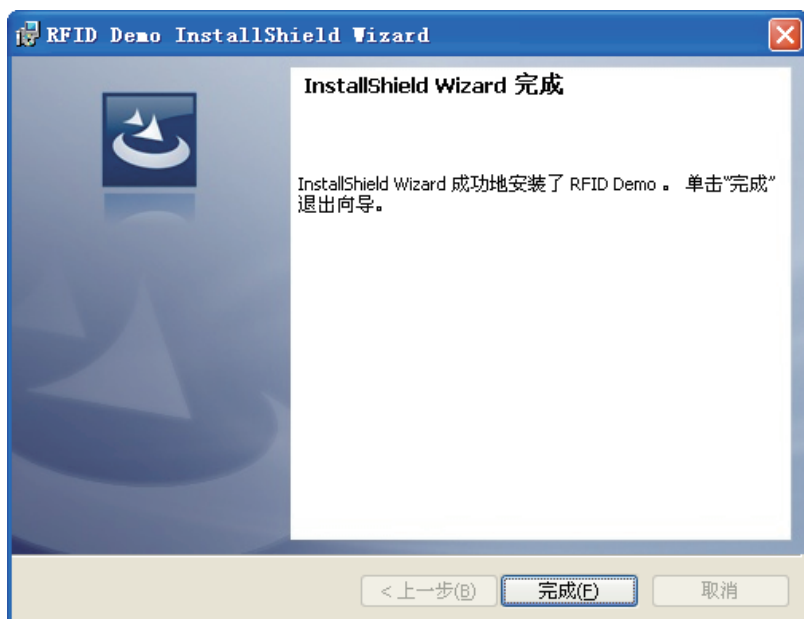 RFID Demo InstallShield Wizard
InstallShield Wizard 完成
InstallShield Wizard 成功地安装了 RFID Demo 。 单击“完成”
退出向导。
<上一步(B) 完成(F) 取消